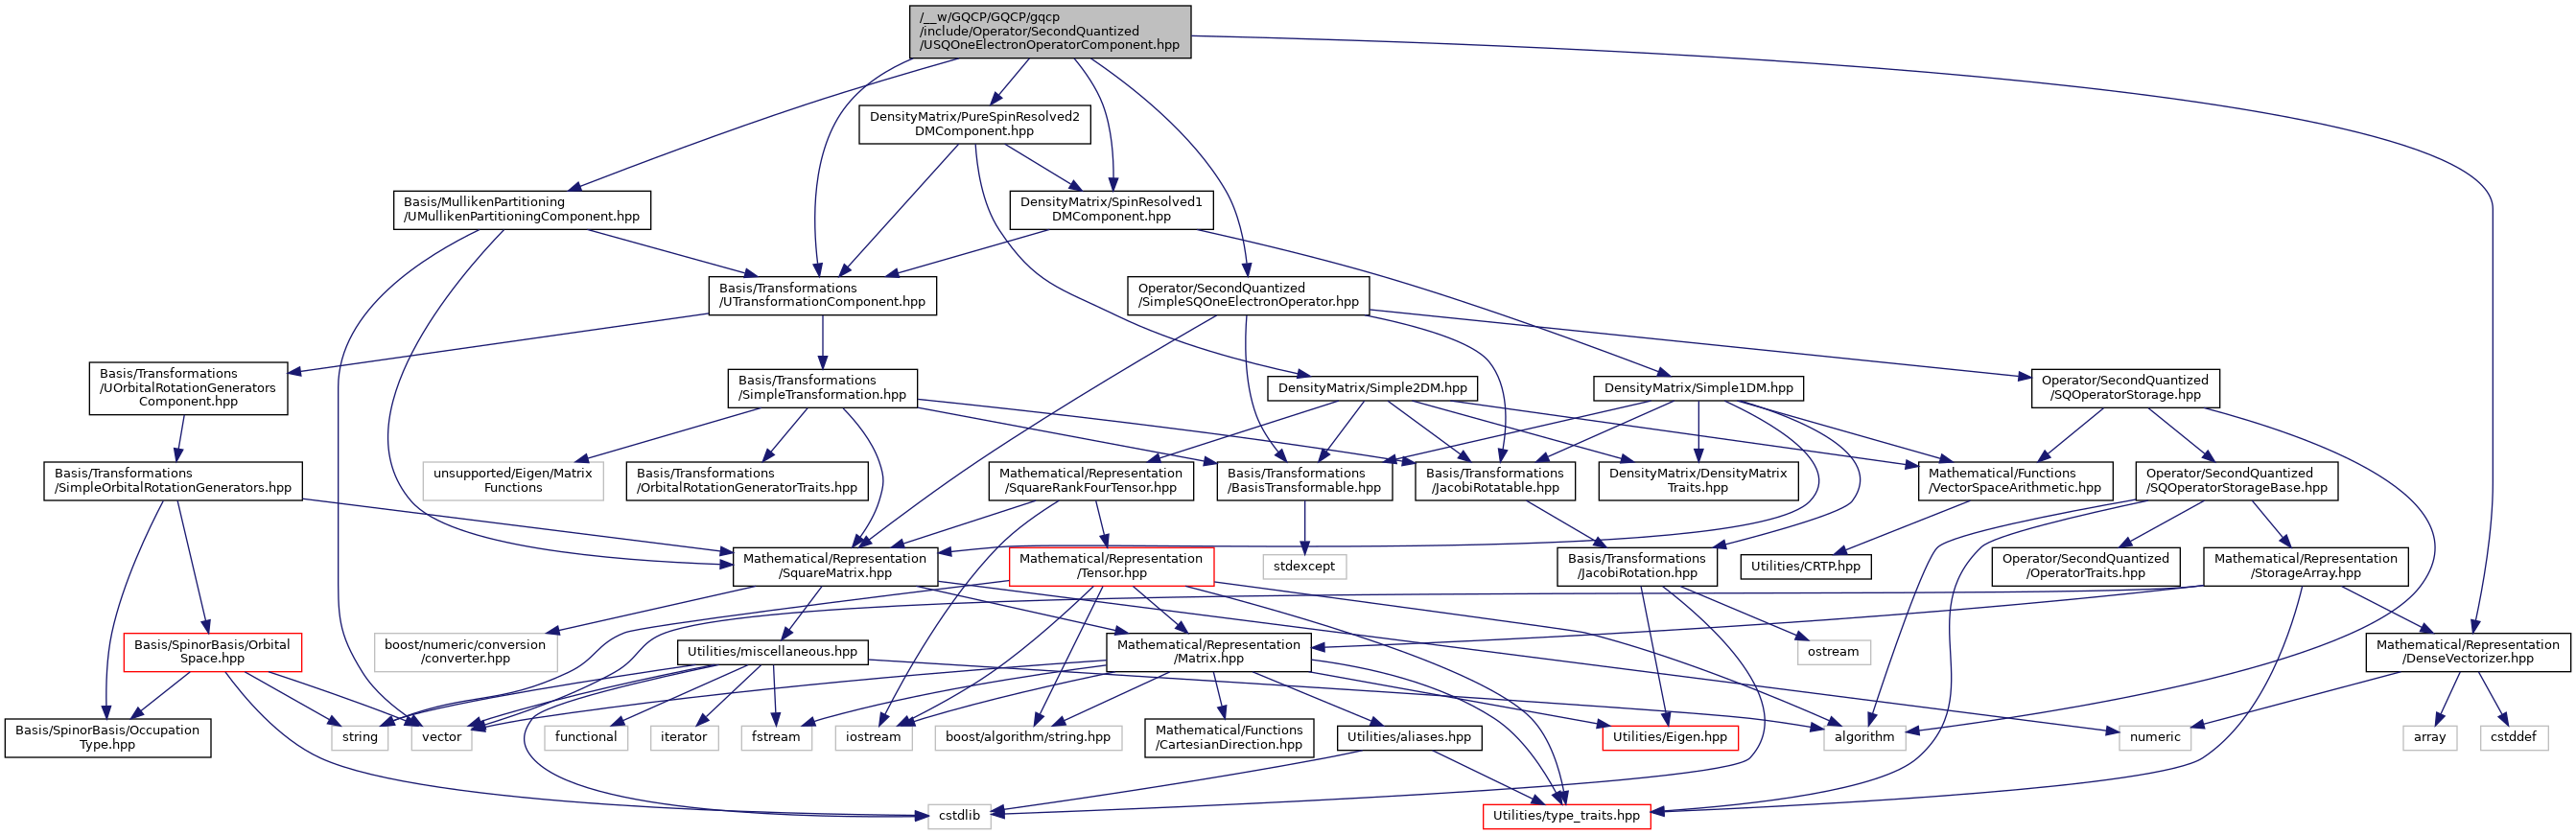 /__w/GQCP/GQCP/gqcp
/include/Operator/SecondQuantized
/USQOneElectronOperatorComponent.hpp
DensityMatrix/PureSpinResolved2
DMComponent.hpp
Basis/MullikenPartitioning
/UMullikenPartitioningComponent.hpp
DensityMatrix/SpinResolved1
DMComponent.hpp
Basis/Transformations
/UTransformationComponent.hpp
Operator/SecondQuantized
/SimpleSQOneElectronOperator.hpp
Basis/Transformations
/UOrbitalRotationGenerators
Component.hpp
Basis/Transformations
/SimpleTransformation.hpp
DensityMatrix/Simple2DM.hpp
DensityMatrix/Simple1DM.hpp
Operator/SecondQuantized
/SQOperatorStorage.hpp
Basis/Transformations
/SimpleOrbitalRotationGenerators.hpp
unsupported/Eigen/Matrix
Functions
Basis/Transformations
/OrbitalRotationGeneratorTraits.hpp
Mathematical/Representation
/SquareRankFourTensor.hpp
Basis/Transformations
/BasisTransformable.hpp
Basis/Transformations
/JacobiRotatable.hpp
DensityMatrix/DensityMatrix
Traits.hpp
Mathematical/Functions
/VectorSpaceArithmetic.hpp
Operator/SecondQuantized
/SQOperatorStorageBase.hpp
Mathematical/Representation
/SquareMatrix.hpp
Mathematical/Representation
/Tensor.hpp
stdexcept
Basis/Transformations
/JacobiRotation.hpp
Utilities/CRTP.hpp
Operator/SecondQuantized
/OperatorTraits.hpp
Mathematical/Representation
/StorageArray.hpp
Basis/SpinorBasis/Orbital
Space.hpp
boost/numeric/conversion
/converter.hpp
Utilities/miscellaneous.hpp
Mathematical/Representation
/Matrix.hpp
ostream
Mathematical/Representation
/DenseVectorizer.hpp
Basis/SpinorBasis/Occupation
Type.hpp
string
vector
functional
iterator
fstream
iostream
boost/algorithm/string.hpp
Mathematical/Functions
/CartesianDirection.hpp
Utilities/aliases.hpp
Utilities/Eigen.hpp
algorithm
numeric
array
cstddef
cstdlib
Utilities/type_traits.hpp